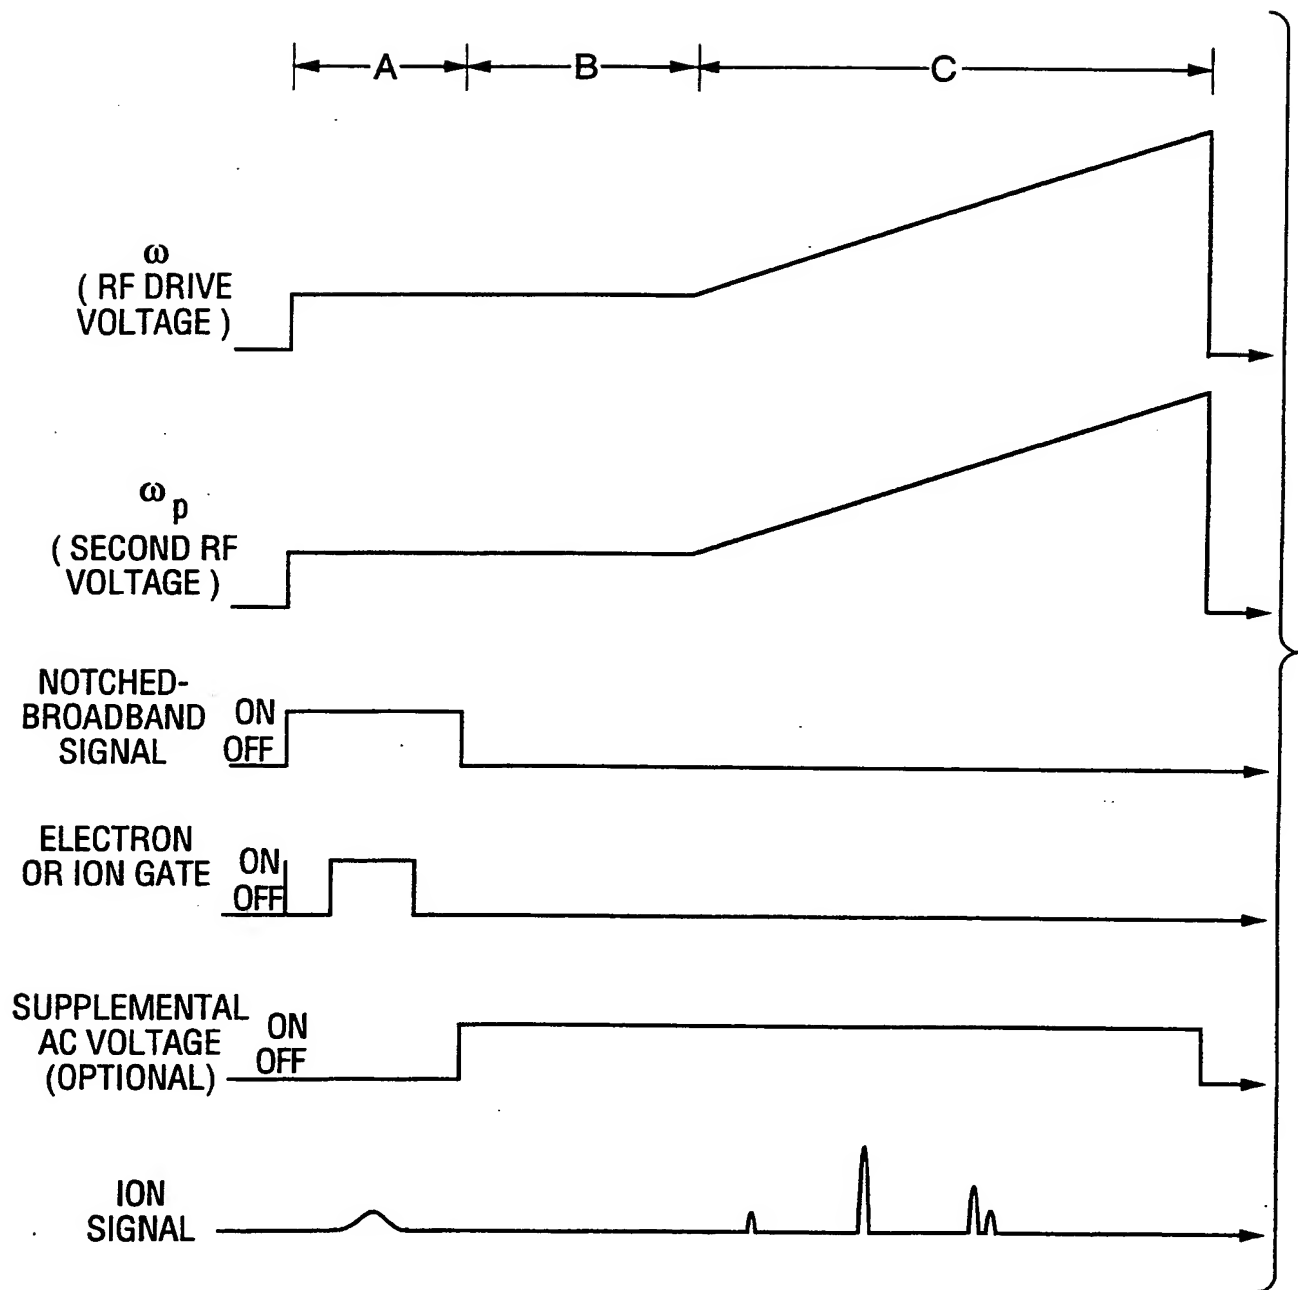 A B C
ω
( RF DRIVE
VOLTAGE )
ωp
( SECOND RF
VOLTAGE )
NOTCHED-
BROADBAND ON
SIGNAL OFF
ELECTRON
OR ION GATE ON
OFF
SUPPLEMENTAL
AC VOLTAGE ON
(OPTIONAL) OFF
ION
SIGNAL